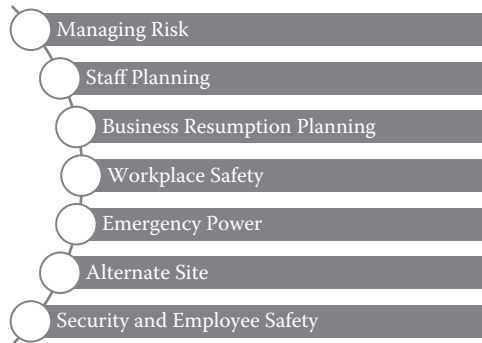 Managing Risk
Staff Planning
Business Resumption Planning
Workplace Safety
Emergency Power
Alternate Site
Security and Employee Safety